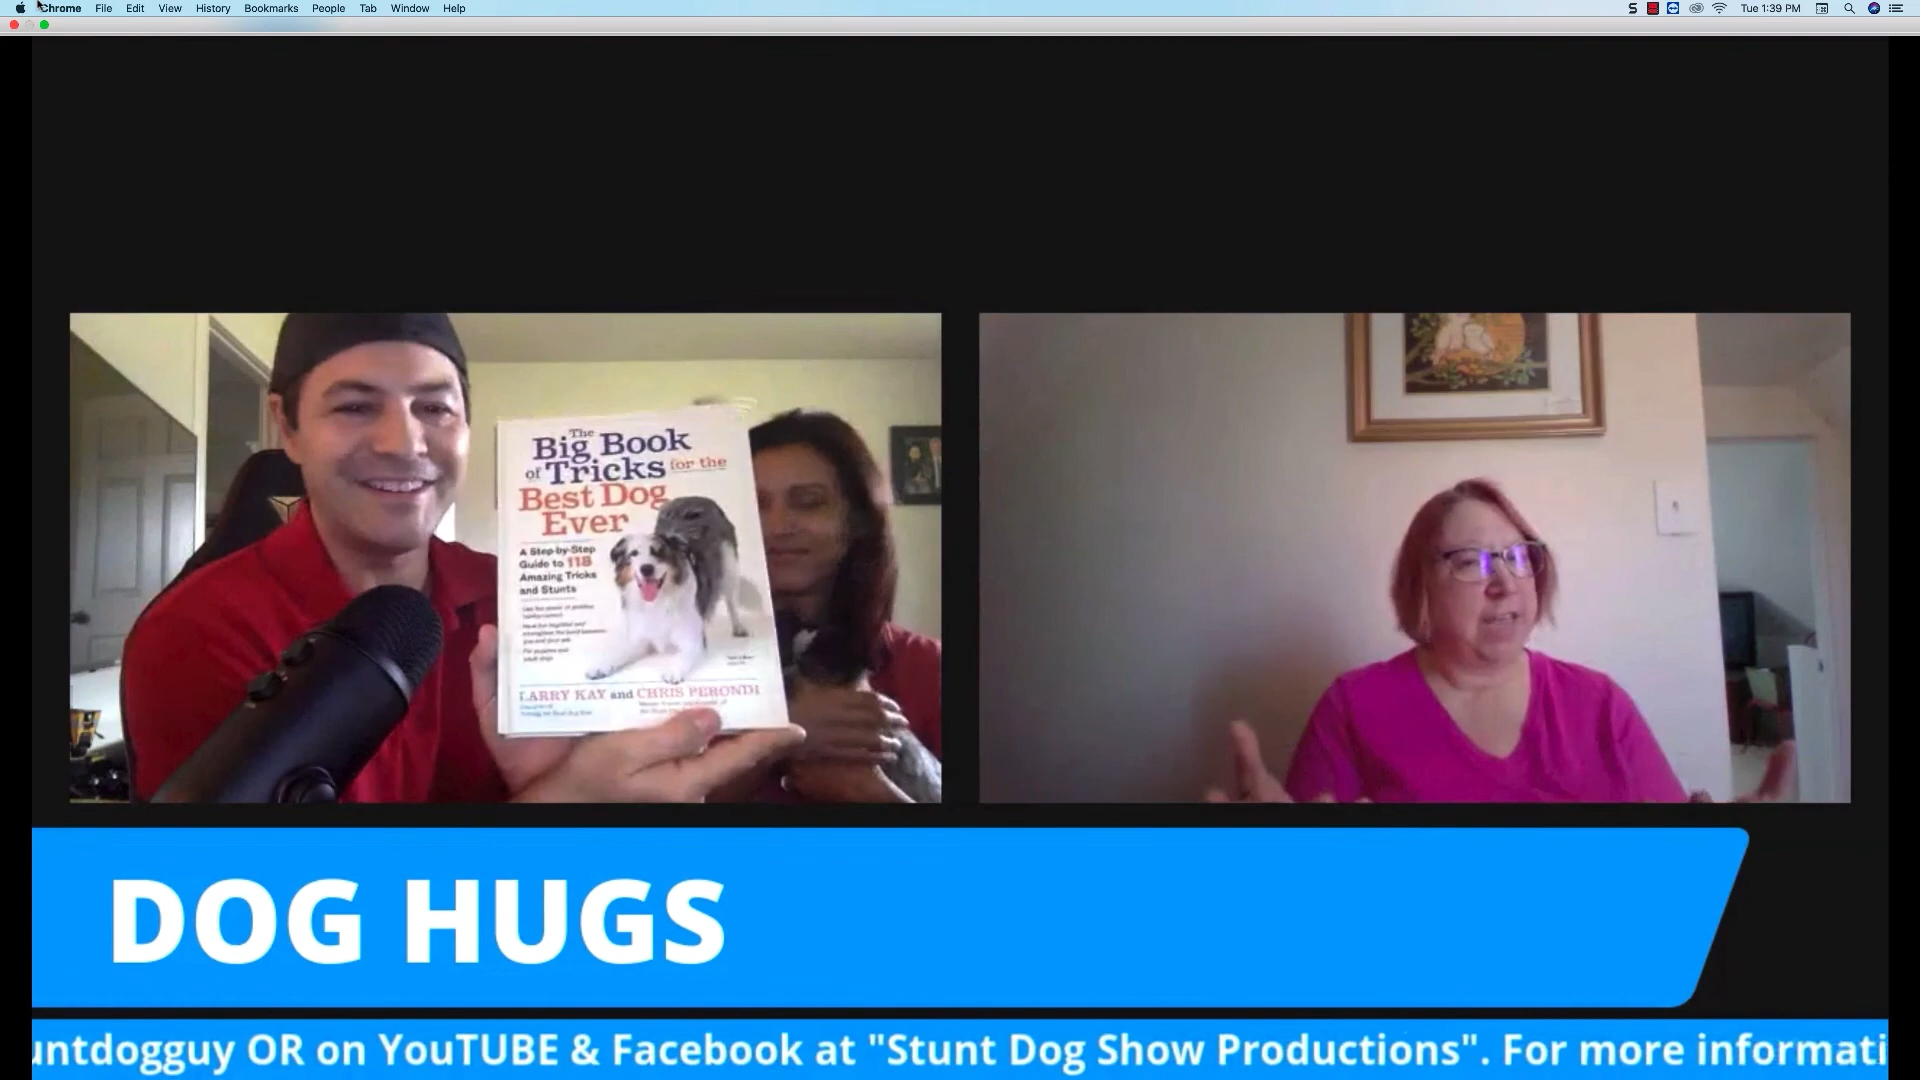 Chrome File Edit View History Bookmarks People Tab Window Help
S Tue 1:39 PM
The
Big Book
of Tricks for the
Best Dog
Ever
A Step-by-Step
Guide to 118
Amazing Tricks
and Stunts
LARRY KAY and CHRIS PERONDI
DOG HUGS
untdogguy OR on YouTUBE & Facebook at "Stunt Dog Show Productions". For more informati